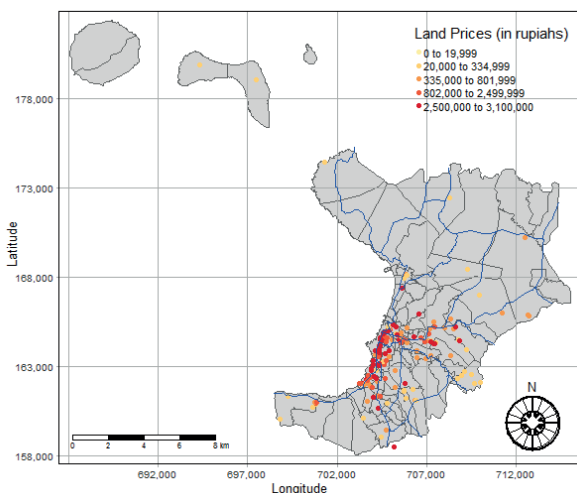 Land Prices (in rupiahs)
0 to 19,999
20,000 to 334,999
335,000 to 801,999
802,000 to 2,499,999
2,500,000 to 3,100,000
178,000
173,000
168,000
163,000
158,000
Latitude
N
0 2 4 6 8 km
692,000 697,000 702,000 707,000 712,000
Longitude